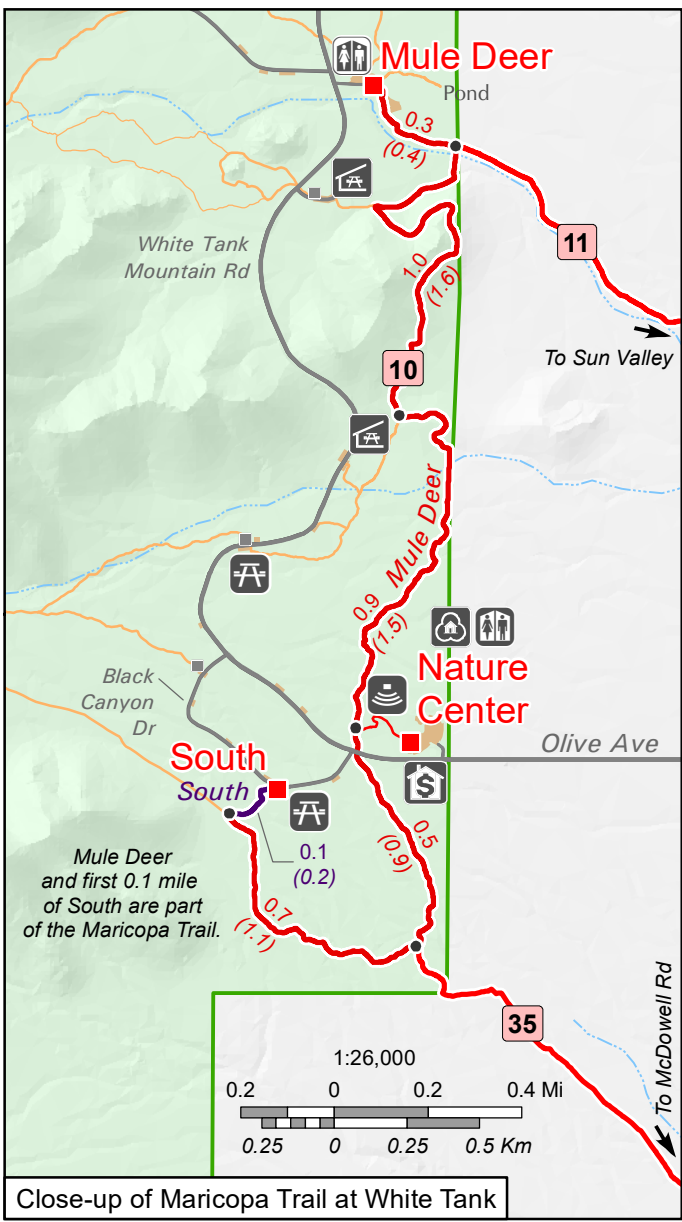 Mule Deer
Pond
0.3
(0.4)
11
White Tank
Mountain Rd
1.0
(1.6)
To Sun Valley
10
Mule Deer
0.9
(1.5)
Nature
Center
Black
Canyon
Dr
Olive Ave
South
South
$
0.1
(0.2)
0.5
(0.9)
Mule Deer
and first 0.1 mile
of South are part
of the Maricopa Trail.
0.7
(1.1)
35
To McDowell Rd
1:26,000
0.2 0 0.2 0.4 Mi
0.25 0 0.25 0.5 Km
Close-up of Maricopa Trail at White Tank